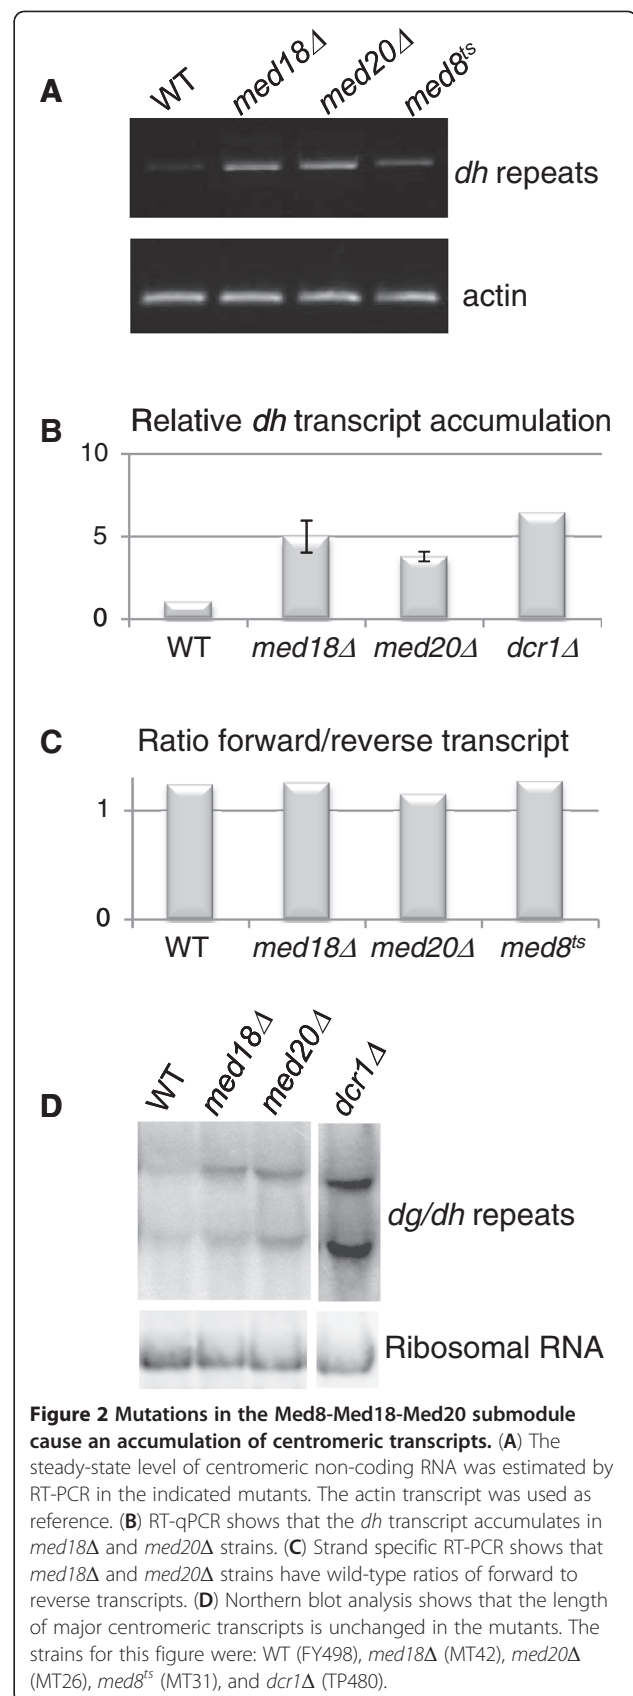 A
WT med18Δ med20Δ med8ts
dh repeats
actin
B
Relative dh transcript accumulation
10
5
0
WT med18Δ med20Δ dcr1Δ
C
Ratio forward/reverse transcript
1
0
WT med18Δ med20Δ med8ts
D
WT med18Δ med20Δ dcr1Δ
dg/dh repeats
Ribosomal RNA
Figure 2 Mutations in the Med8-Med18-Med20 submodule
cause an accumulation of centromeric transcripts. (A) The
steady-state level of centromeric non-coding RNA was estimated by
RT-PCR in the indicated mutants. The actin transcript was used as
reference. (B) RT-qPCR shows that the dh transcript accumulates in
med18Δ and med20Δ strains. (C) Strand specific RT-PCR shows that
med18Δ and med20Δ strains have wild-type ratios of forward to
reverse transcripts. (D) Northern blot analysis shows that the length
of major centromeric transcripts is unchanged in the mutants. The
strains for this figure were: WT (FY498), med18Δ (MT42), med20Δ
(MT26), med8ts (MT31), and dcr1Δ (TP480).